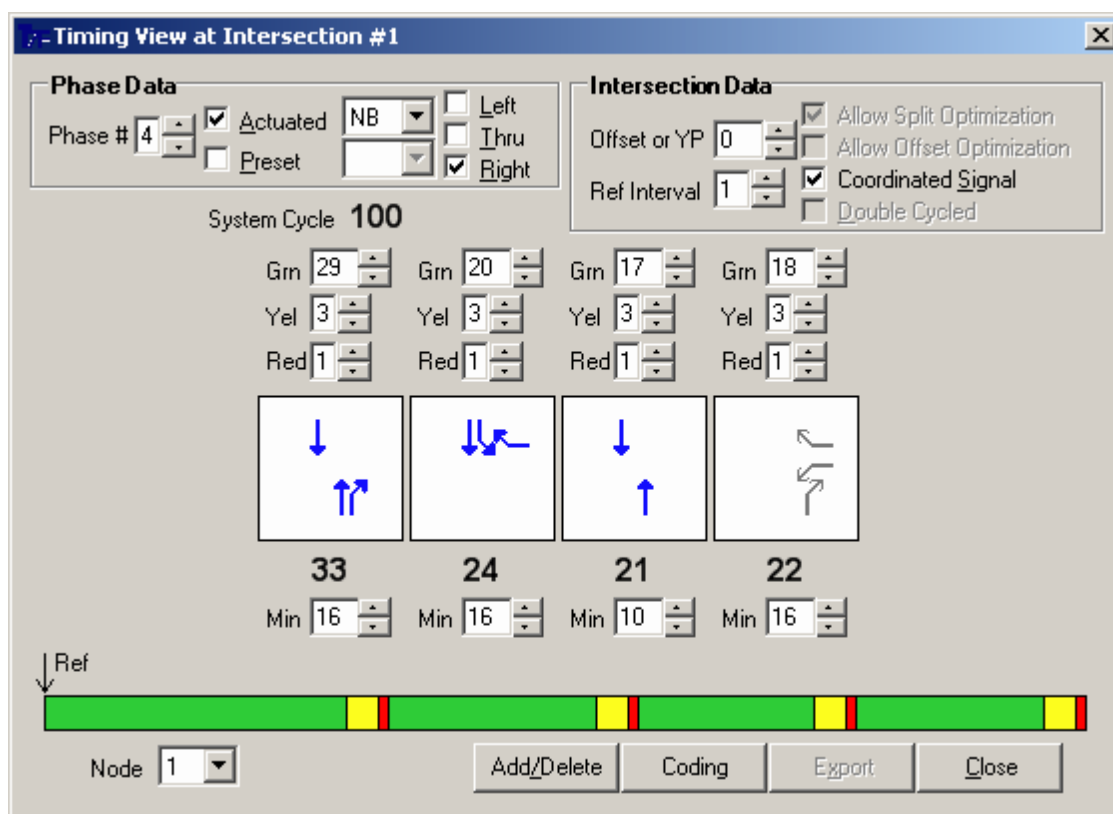 Timing View at Intersection #1
Phase Data
Phase # 4
Actuated
Preset
NB
Left
Thru
Right
Intersection Data
Offset or YP 0
Ref Interval 1
Allow Split Optimization
Allow Offset Optimization
Coordinated Signal
Double Cycled
System Cycle 100
Grn 29 Grn 20 Grn 17 Grn 18
Yel 3 Yel 3 Yel 3 Yel 3
Red 1 Red 1 Red 1 Red 1
33 24 21 22
Min 16 Min 16 Min 10 Min 16
Ref
Node 1 Add/Delete Coding Export Close